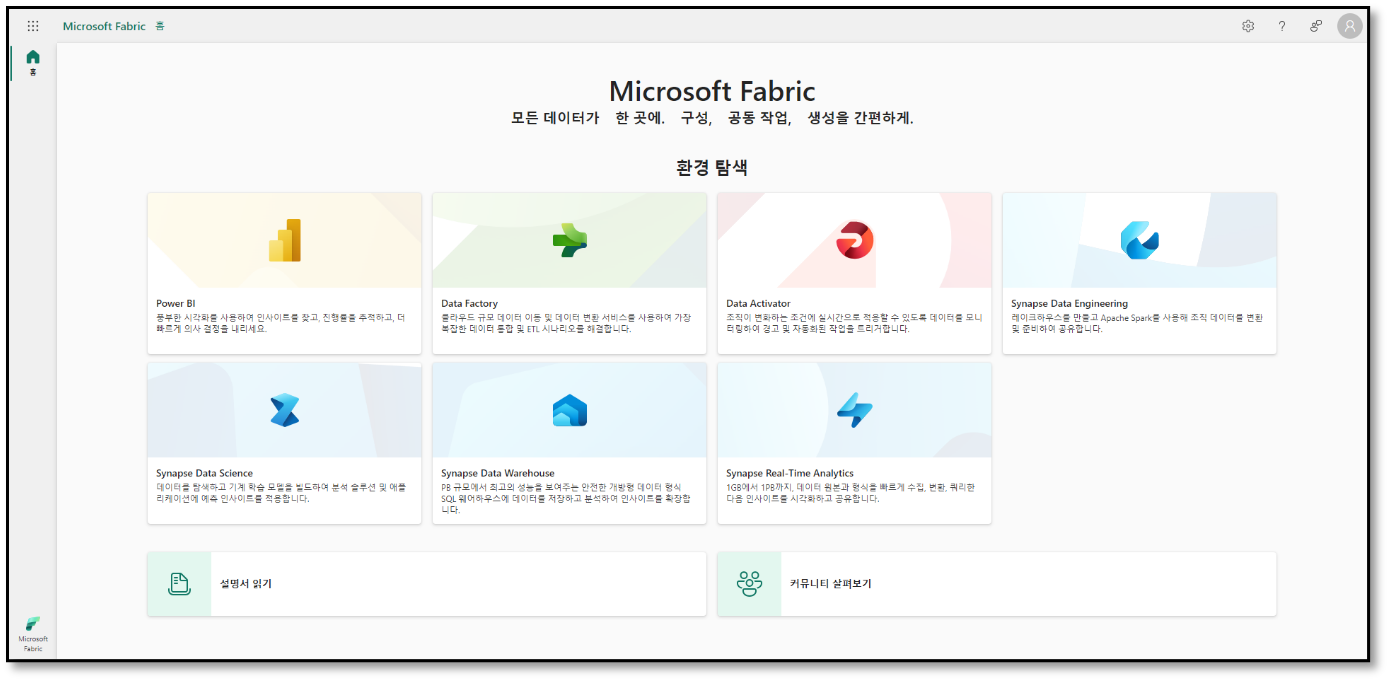 Microsoft Fabric 홈
홈
Microsoft Fabric
모든 데이터가 한 곳에. 구성, 공동 작업, 생성을 간편하게.
환경 탐색
Power BI
풍부한 시각화를 사용하여 인사이트를 찾고, 진행률을 추적하고, 더
빠르게 의사 결정을 내리세요.
Data Factory
클라우드 규모 데이터 이동 및 데이터 변환 서비스를 사용하여 가장
복잡한 데이터 통합 및 ETL 시나리오를 해결합니다.
Data Activator
조직이 변화하는 조건에 실시간으로 적응할 수 있도록 데이터를 모니
터링하여 경고 및 자동화된 작업을 트리거합니다.
Synapse Data Engineering
레이크하우스를 만들고 Apache Spark를 사용해 조직 데이터를 변환
및 준비하여 공유합니다.
Synapse Data Science
데이터를 탐색하고 기계 학습 모델을 빌드하여 분석 솔루션 및 애플
리케이션에 예측 인사이트를 적용합니다.
Synapse Data Warehouse
PB 규모에서 최고의 성능을 보여주는 안전한 개방형 데이터 형식
SQL 웨어하우스에 데이터를 저장하고 분석하여 인사이트를 확장합
니다.
Synapse Real-Time Analytics
1GB에서 1PB까지, 데이터 원본과 형식을 빠르게 수집, 변환, 쿼리한
다음 인사이트를 시각화하고 공유합니다.
설명서 읽기
커뮤니티 살펴보기
Microsoft
Fabric